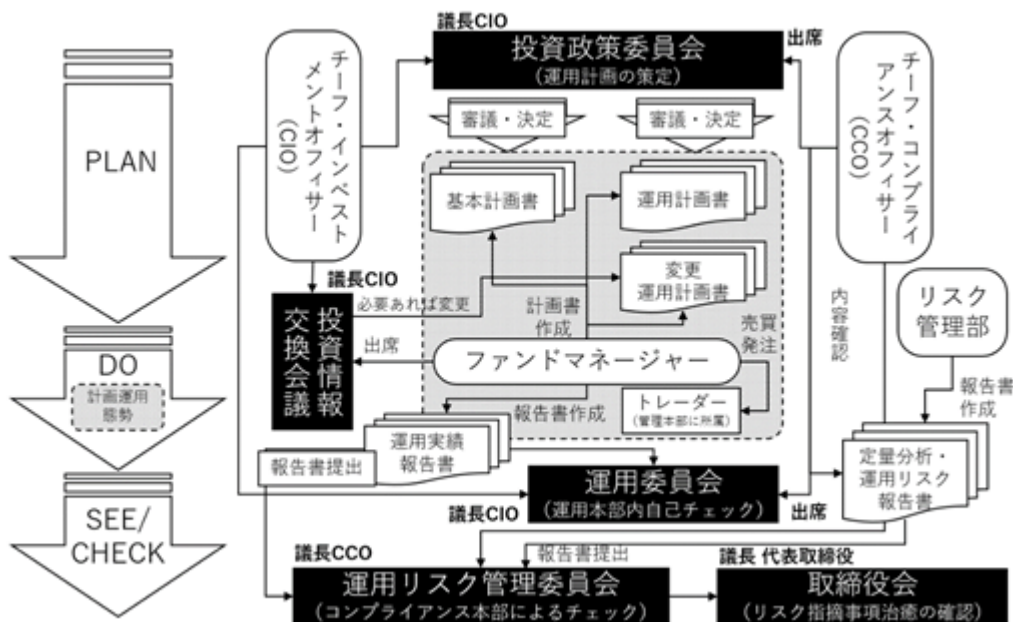 議長CIO
投資政策委員会
(運用計画の策定)
出席
チーフ・インベスト
メントオフィサー
(CIO)
チーフ・コンプライ
アンスオフィサー
(CCO)
審議・決定
審議・決定
PLAN
基本計画書
運用計画書
変更
運用計画書
議長CIO
投資情報
交換会議
必要あれば変更
計画書
作成
売買
発注
内容確認
リスク
管理部
出席
ファンドマネージャー
DO
計画運用
態勢
報告書作成
トレーダー
(管理本部に所属)
報告書
作成
運用実績
報告書
報告書提出
定量分析・
運用リスク
報告書
運用委員会
(運用本部内自己チェック)
議長CIO
出席
SEE/
CHECK
議長CCO
報告書提出
議長 代表取締役
運用リスク管理委員会
(コンプライアンス本部によるチェック)
取締役会
(リスク指摘事項治癒の確認)